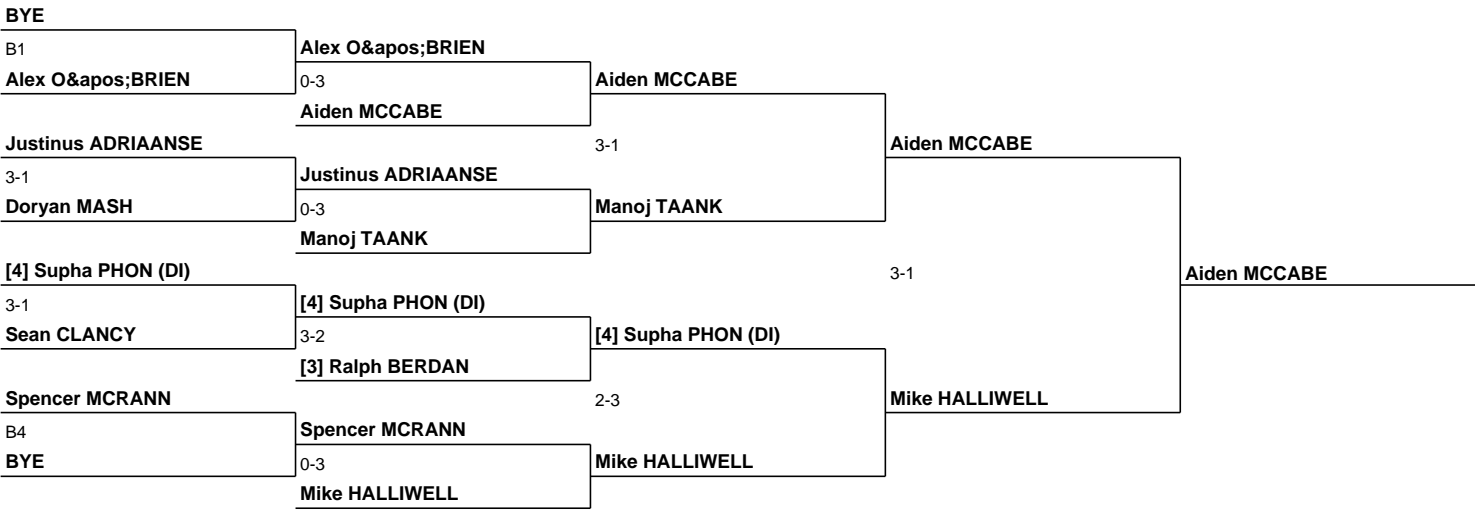 BYE
B1
Alex O&apos;BRIEN
Alex O&apos;BRIEN
0-3
Aiden MCCABE
Aiden MCCABE
Justinus ADRIAANSE
3-1
Aiden MCCABE
3-1
Justinus ADRIAANSE
Doryan MASH
0-3
Manoj TAANK
Manoj TAANK
[4] Supha PHON (DI)
3-1
Aiden MCCABE
3-1
[4] Supha PHON (DI)
Sean CLANCY
3-2
[4] Supha PHON (DI)
[3] Ralph BERDAN
Spencer MCRANN
2-3
Mike HALLIWELL
B4
Spencer MCRANN
BYE
0-3
Mike HALLIWELL
Mike HALLIWELL